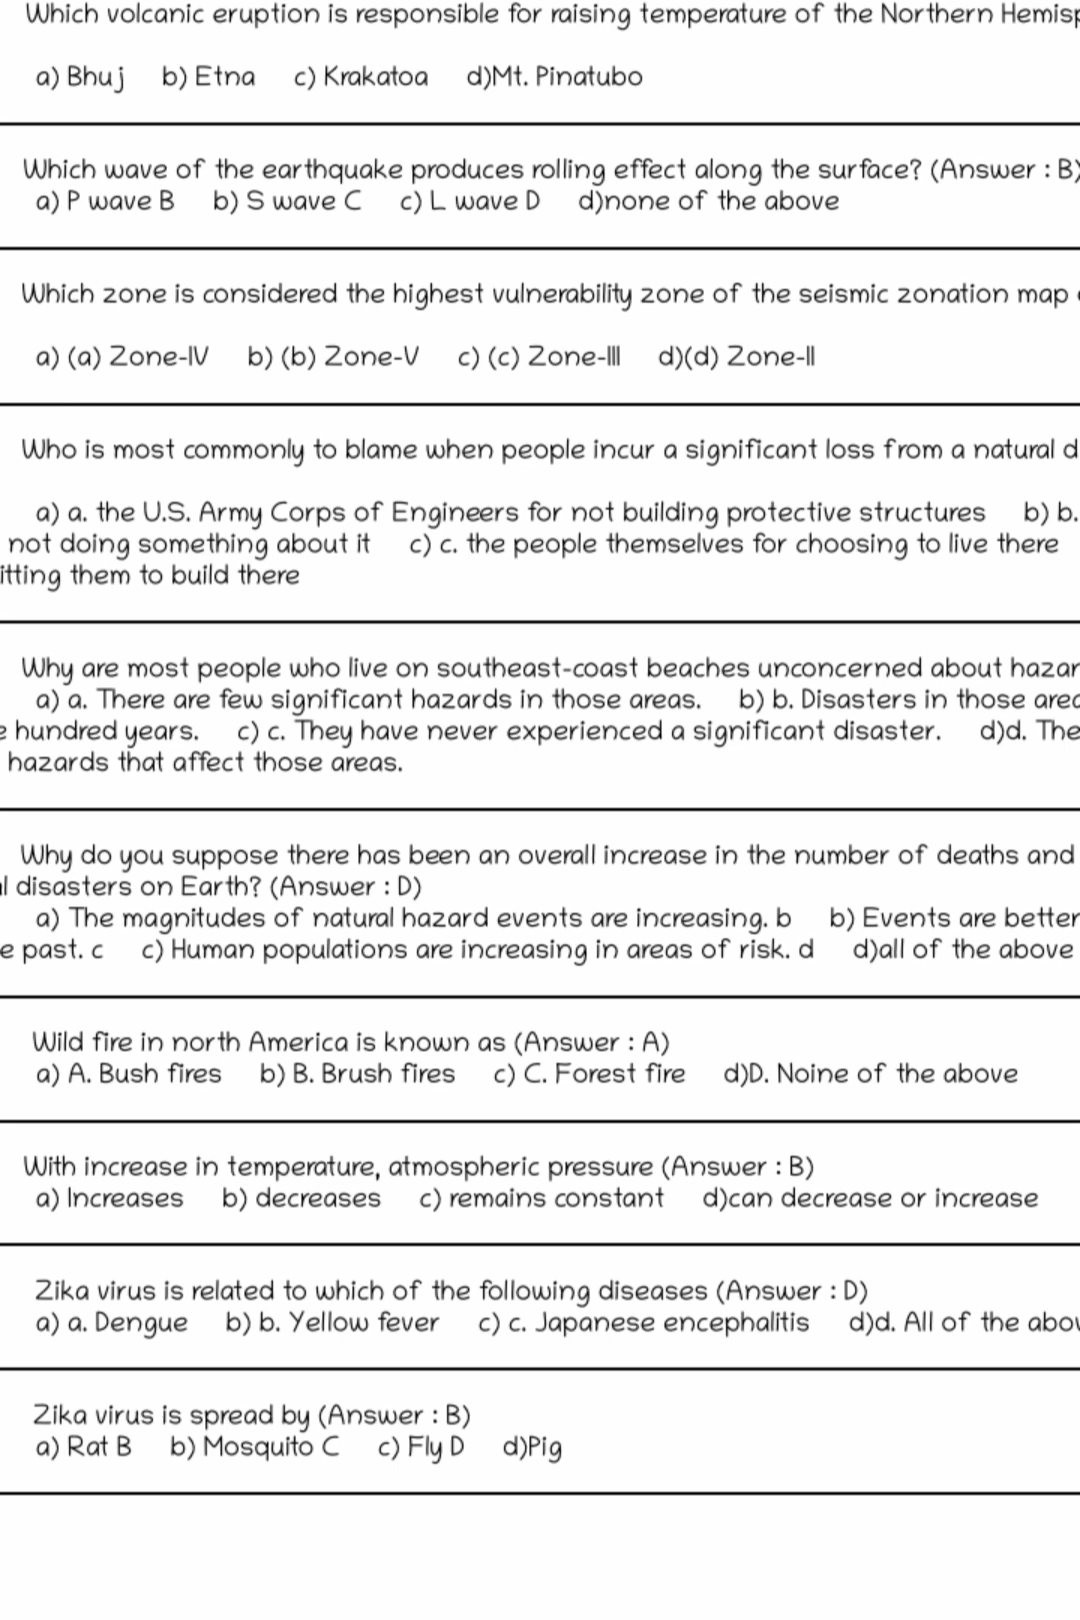 Which volcanic eruption is responsible for raising temperature of the Northern
a) Bhuj b) Etna c) Krakatoa d)Mt. Pinatubo
Which wave of the earthquake produces rolling effect along the surface? (Answer : B)
a) P wave B b) S wave C c) L wave D d)none of the above
Which zone is considered the highest vulnerability zone of the seismic zonation map
a) (a) Zone-IV b) (b) Zone-V c) (c) Zone-III d)(d) Zone-II
Who is most commonly to blame when people incur a significant loss from a natural d
a) a. the U.S. Army Corps of Engineers for not building protective structures b) b.
not doing something about it c) c. the people themselves for choosing to live there
itting them to build there
Why are most people who live on southeast-coast beaches unconcerned about hazar
a) a. There are few significant hazards in those areas. b) b. Disasters in those
e hundred years. c) c. They have never experienced a significant disaster. d)d. The
hazards that affect those areas.
Why do you suppose there has been an overall increase in the number of deaths and
l disasters on Earth? (Answer : D)
a) The magnitudes of natural hazard events are increasing. b b) Events are better
e past. c c) Human populations are increasing in areas of risk. d d)all of the above
Wild fire in north America is known as (Answer : A)
a) A. Bush fires b) B. Brush fires c) C. Forest fire d)D. Noine of the above
With increase in temperature, atmospheric pressure (Answer : B)
a) Increases b) decreases c) remains constant d)can decrease or increase
Zika virus is related to which of the following diseases (Answer : D)
a) a. Dengue b) b. Yellow fever c) c. Japanese encephalitis d)d. All of the
Zika virus is spread by (Answer : B)
a) Rat B b) Mosquito C c) Fly D d)Pig